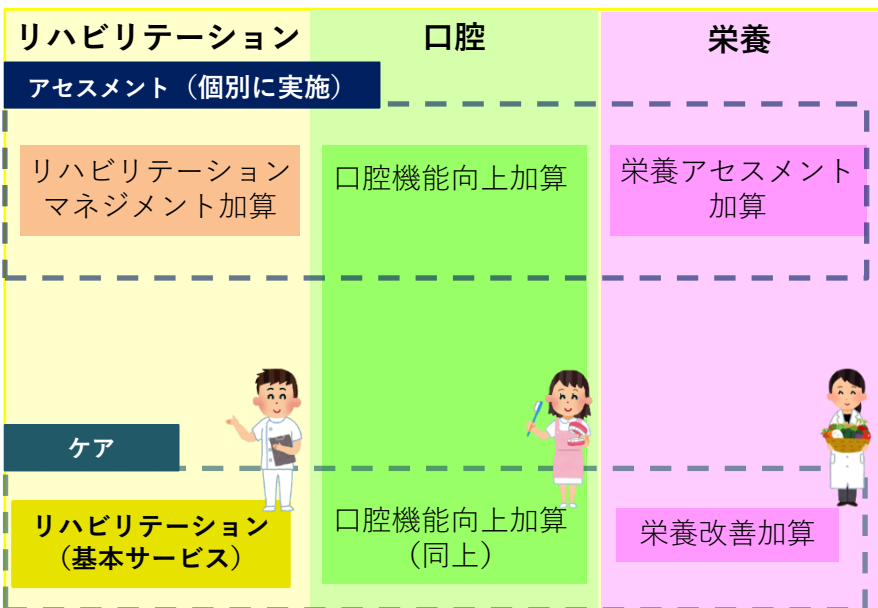 リハビリテーション
口腔
栄養
アセスメント（個別に実施）
リハビリテーション
マネジメント加算
口腔機能向上加算
栄養アセスメント
加算
ケア
リハビリテーション
（基本サービス）
口腔機能向上加算
（同上）
栄養改善加算